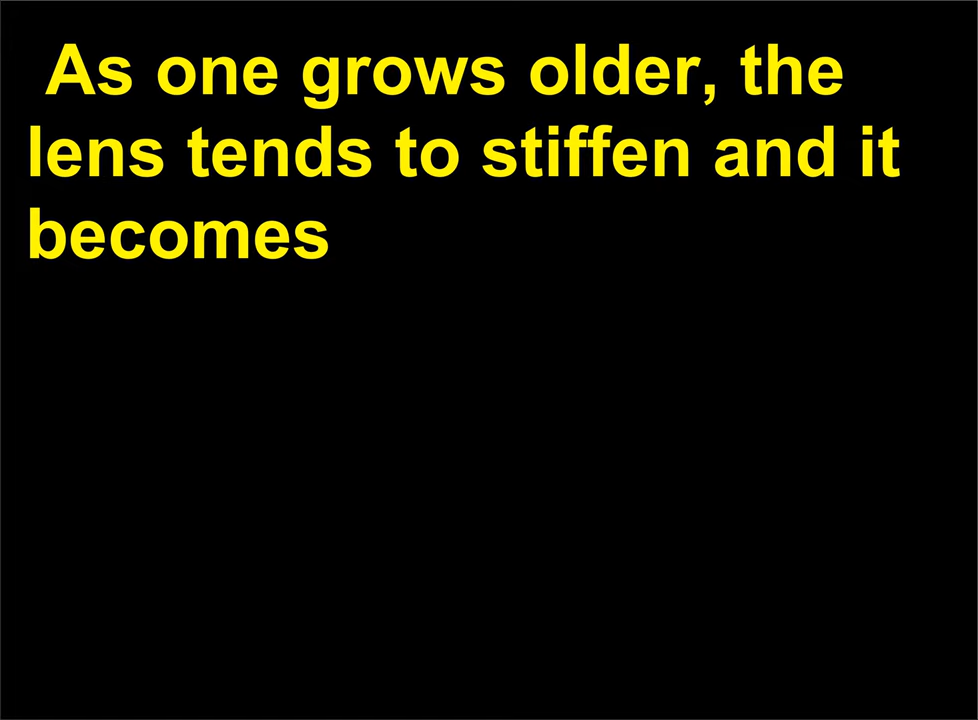 As one grows older, the
lens tends to stiffen and it
becomes